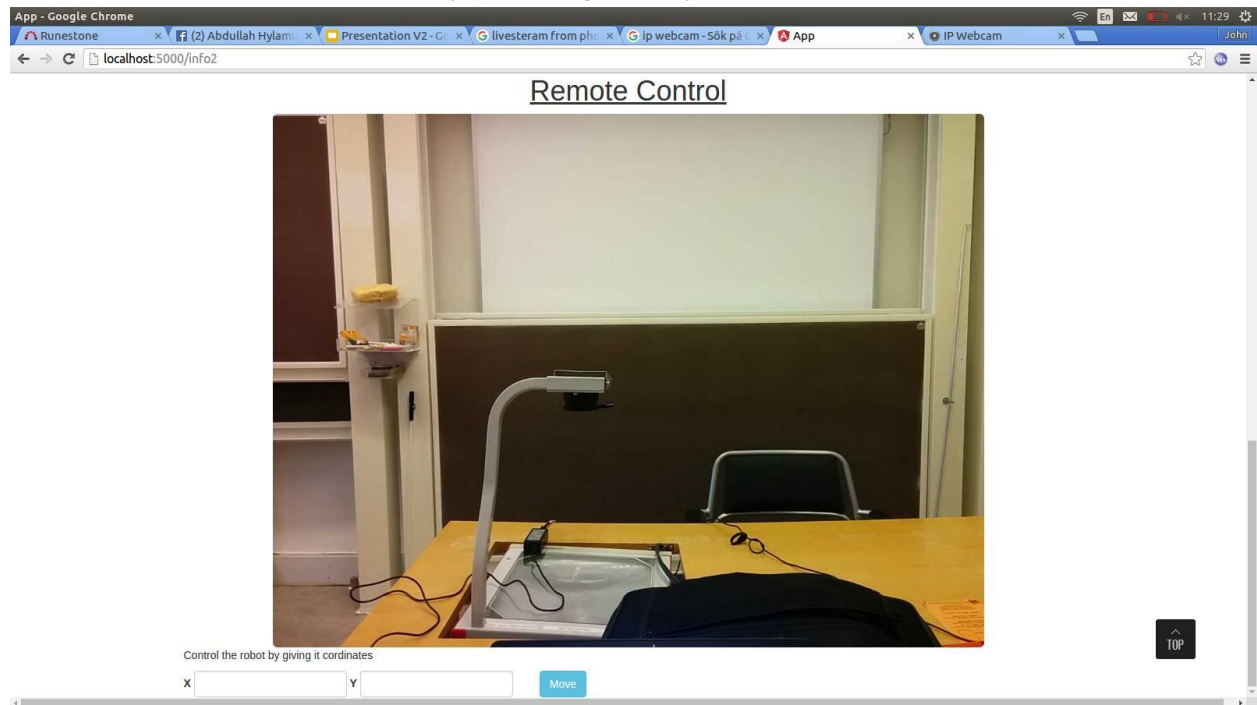 App - Google Chrome
En
11:29
Runestone
(2) Abdullah Hylamı
Presentation V2 - Go
livesteram from pho
ip webcam - Sök på G
App
IP Webcam
John
localhost:5000/info2
Remote Control
TOP
Control the robot by giving it cordinates
X
Y
Move